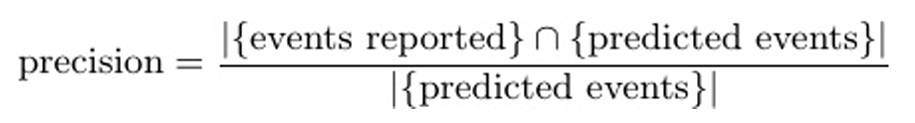 precision = |{events reported} ∩ {predicted events}|
|{predicted events}|